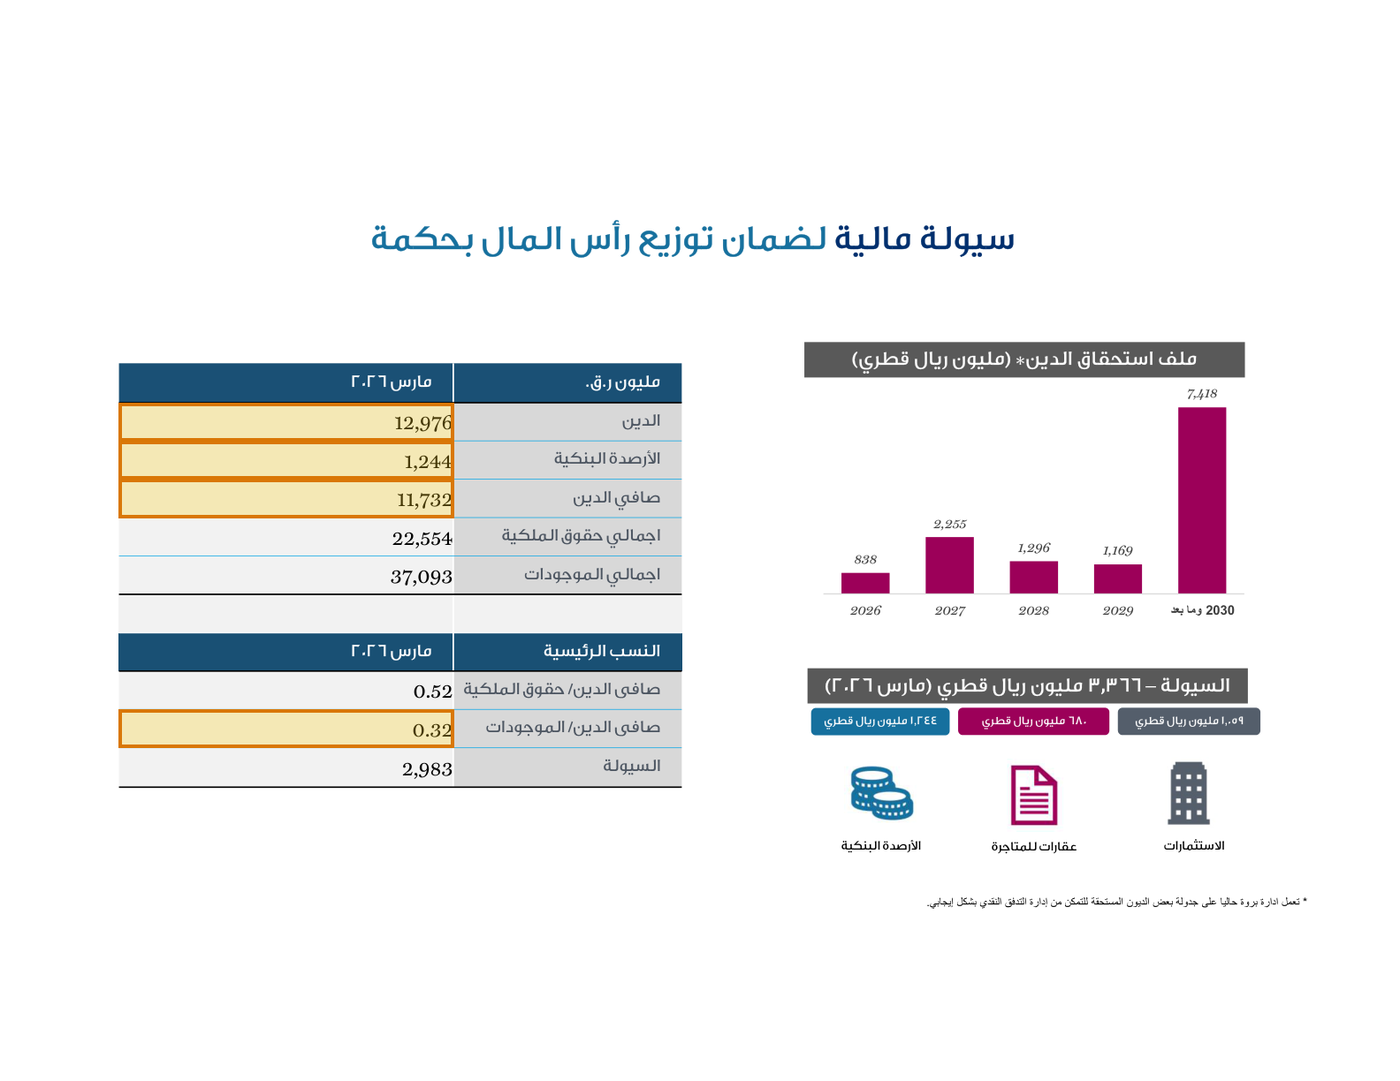 سيولة مالية لضمان توزيع رأس المال بحكمة
ملف استحقاق الدين* (مليون ريال قطري)
838
2,255
1,296
1,169
7,418
2026
2027
2028
2029
2030 وما بعد
السيولة – ٣,٣٦٦ مليون ريال قطري (مارس ٢٠٢٦)
١,٠٥٩ مليون ريال قطري
٦٨٠ مليون ريال قطري
١,٢٤٤ مليون ريال قطري
الاستثمارات
عقارات للمتاجرة
الأرصدة البنكية
مليون ر.ق. مارس ٢٠٢٦
الدين 12,976
الأرصدة البنكية 1,244
صافي الدين 11,732
اجمالي حقوق الملكية 22,554
اجمالي الموجودات 37,093
النسب الرئيسية مارس ٢٠٢٦
صافى الدين/ حقوق الملكية 0.52
صافى الدين/ الموجودات 0.32
السيولة 2,983
* تعمل ادارة بروة حاليا على جدولة بعض الديون المستحقة للتمكن من إدارة التدفق النقدي بشكل إيجابي.